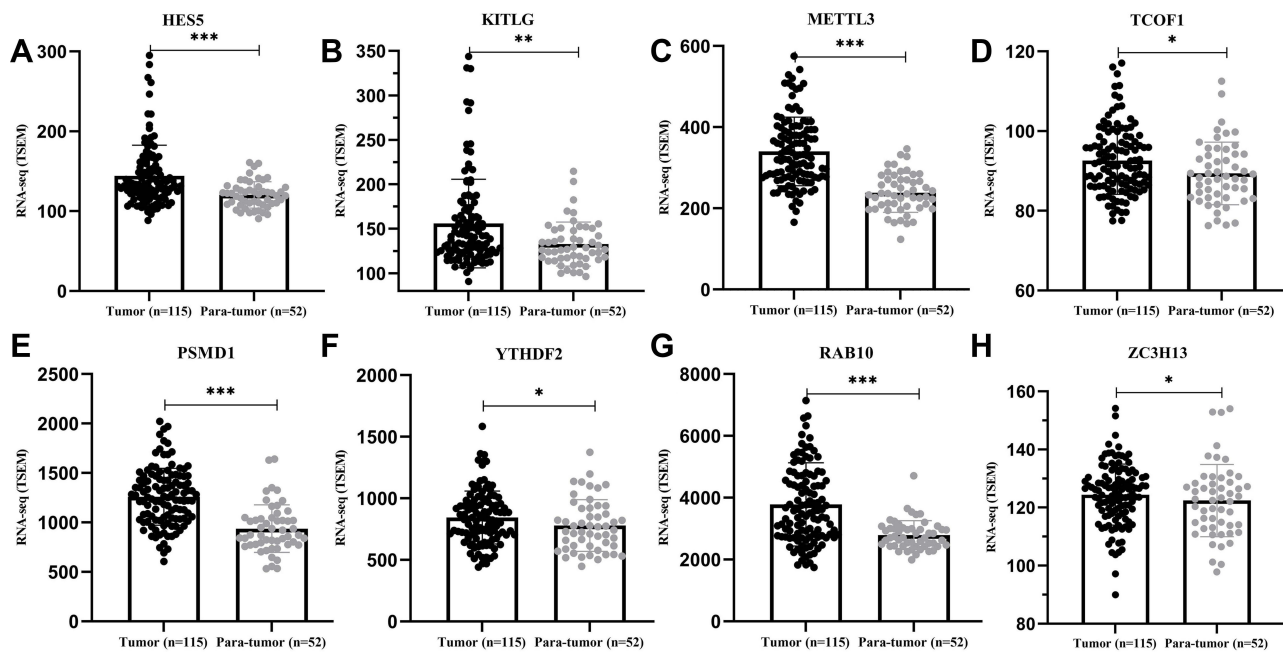 A
HES5
***
RNA-seq (TSEM)
300
200
100
0
Tumor (n=115) Para-tumor (n=52)
B
KITLG
**
RNA-seq (TSEM)
350
300
250
200
150
100
Tumor (n=115) Para-tumor (n=52)
C
METTL3
***
RNA-seq (TSEM)
600
400
200
0
Tumor (n=115) Para-tumor (n=52)
D
TCOF1
*
RNA-seq (TSEM)
120
100
80
60
Tumor (n=115) Para-tumor (n=52)
E
PSMD1
***
RNA-seq (TSEM)
2500
2000
1500
1000
500
0
Tumor (n=115) Para-tumor (n=52)
F
YTHDF2
*
RNA-seq (TSEM)
2000
1500
1000
500
0
Tumor (n=115) Para-tumor (n=52)
G
RAB10
***
RNA-seq (TSEM)
8000
6000
4000
2000
0
Tumor (n=115) Para-tumor (n=52)
H
ZC3H13
*
RNA-seq (TSEM)
160
140
120
100
80
Tumor (n=115) Para-tumor (n=52)